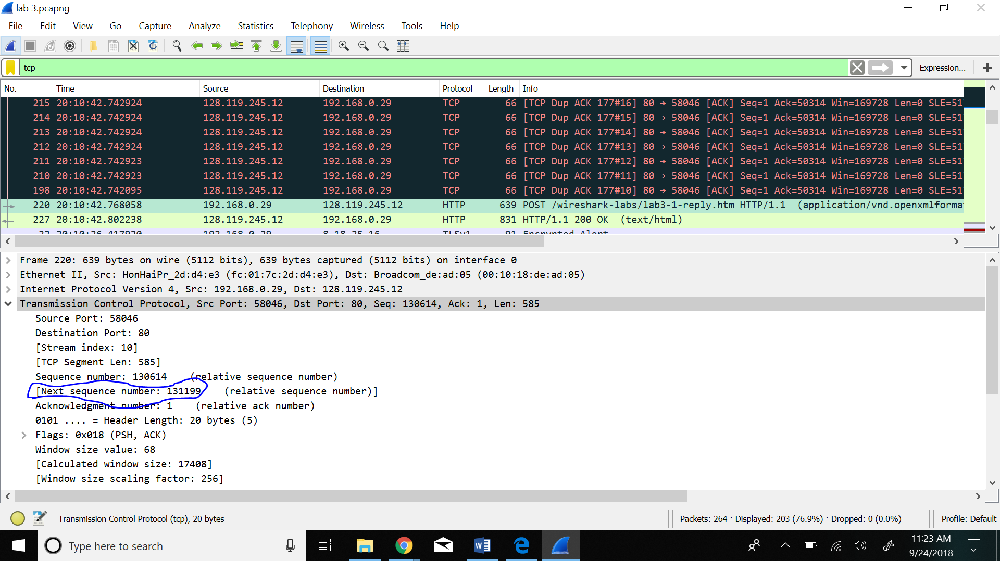 lab 3.pcapng
File Edit View Go Capture Analyze Statistics Telephony Wireless Tools Help
tcp Expression...
No. Time Source Destination Protocol Length Info
215 20:10:42.742924 128.119.245.12 192.168.0.29 TCP 66 [TCP Dup ACK 177#16] 80 → 58046 [ACK] Seq=1 Ack=50314 Win=169728 Len=0 SLE=51
214 20:10:42.742924 128.119.245.12 192.168.0.29 TCP 66 [TCP Dup ACK 177#15] 80 → 58046 [ACK] Seq=1 Ack=50314 Win=169728 Len=0 SLE=51
213 20:10:42.742924 128.119.245.12 192.168.0.29 TCP 66 [TCP Dup ACK 177#14] 80 → 58046 [ACK] Seq=1 Ack=50314 Win=169728 Len=0 SLE=51
212 20:10:42.742924 128.119.245.12 192.168.0.29 TCP 66 [TCP Dup ACK 177#13] 80 → 58046 [ACK] Seq=1 Ack=50314 Win=169728 Len=0 SLE=51
211 20:10:42.742923 128.119.245.12 192.168.0.29 TCP 66 [TCP Dup ACK 177#12] 80 → 58046 [ACK] Seq=1 Ack=50314 Win=169728 Len=0 SLE=51
210 20:10:42.742923 128.119.245.12 192.168.0.29 TCP 66 [TCP Dup ACK 177#11] 80 → 58046 [ACK] Seq=1 Ack=50314 Win=169728 Len=0 SLE=51
198 20:10:42.742095 128.119.245.12 192.168.0.29 TCP 66 [TCP Dup ACK 177#10] 80 → 58046 [ACK] Seq=1 Ack=50314 Win=169728 Len=0 SLE=51
220 20:10:42.768058 192.168.0.29 128.119.245.12 HTTP 639 POST /wireshark-labs/lab3-1-reply.htm HTTP/1.1 (application/vnd.openxmlforma
227 20:10:42.802238 128.119.245.12 192.168.0.29 HTTP 831 HTTP/1.1 200 OK (text/html)
22 20:10:26.417920 192.168.0.29 8.18.25.16 TLSv1 91 Encrypted Alert
Frame 220: 639 bytes on wire (5112 bits), 639 bytes captured (5112 bits) on interface 0
Ethernet II, Src: HonHaiPr_2d:d4:e3 (fc:01:7c:2d:d4:e3), Dst: Broadcom_de:ad:05 (00:10:18:de:ad:05)
Internet Protocol Version 4, Src: 192.168.0.29, Dst: 128.119.245.12
Transmission Control Protocol, Src Port: 58046, Dst Port: 80, Seq: 130614, Ack: 1, Len: 585
Source Port: 58046
Destination Port: 80
[Stream index: 10]
[TCP Segment Len: 585]
Sequence number: 130614 (relative sequence number)
[Next sequence number: 131199 (relative sequence number)]
Acknowledgment number: 1 (relative ack number)
0101 .... = Header Length: 20 bytes (5)
Flags: 0x018 (PSH, ACK)
Window size value: 68
[Calculated window size: 17408]
[Window size scaling factor: 256]
Transmission Control Protocol (tcp), 20 bytes Packets: 264 · Displayed: 203 (76.9%) · Dropped: 0 (0.0%) Profile: Default
Type here to search
11:23 AM
9/24/2018